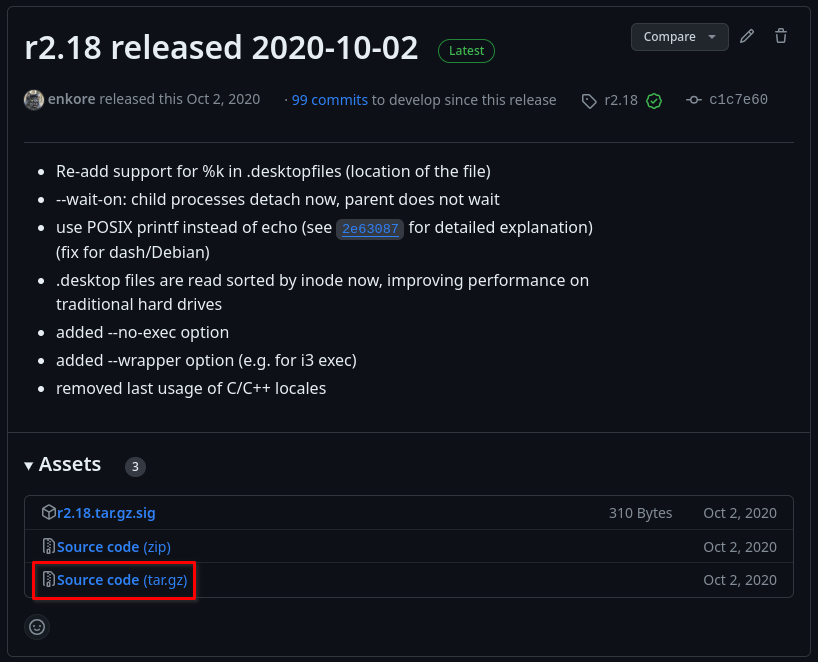 r2.18 released 2020-10-02 Latest Compare
enkore released this Oct 2, 2020 · 99 commits to develop since this release r2.18 c1c7e60
• Re-add support for %k in .desktopfiles (location of the file)
• --wait-on: child processes detach now, parent does not wait
• use POSIX printf instead of echo (see 2e63087 for detailed explanation)
(fix for dash/Debian)
• .desktop files are read sorted by inode now, improving performance on
traditional hard drives
• added --no-exec option
• added --wrapper option (e.g. for i3 exec)
• removed last usage of C/C++ locales
Assets 3
r2.18.tar.gz.sig 310 Bytes Oct 2, 2020
Source code (zip) Oct 2, 2020
Source code (tar.gz) Oct 2, 2020